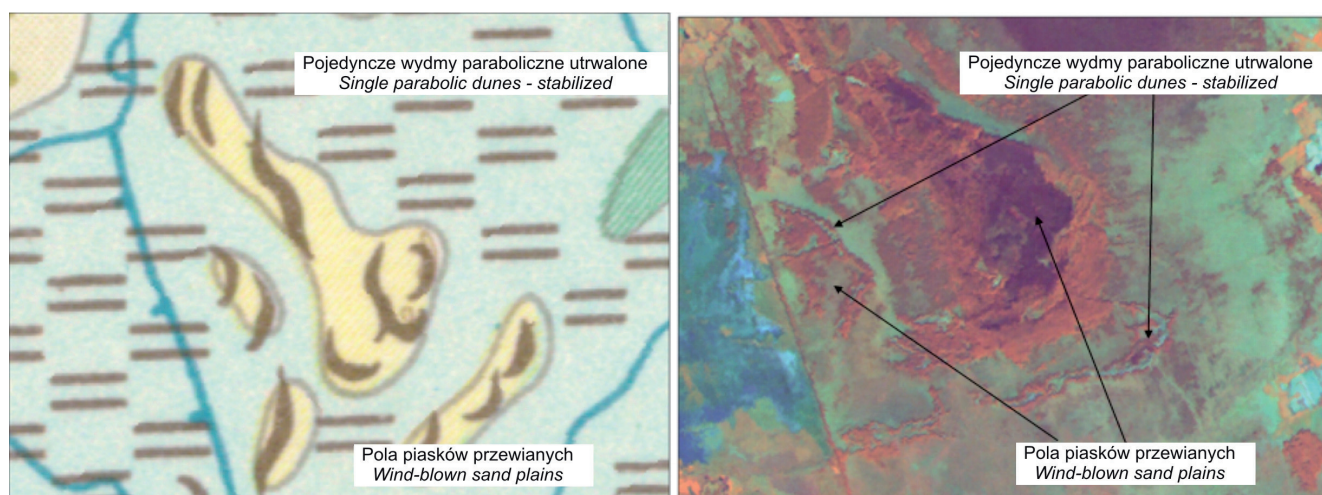 Pojedyncze wydmy paraboliczne utrwalone
Single parabolic dunes - stabilized
Pola piasków przewianych
Wind-blown sand plains
Pojedyncze wydmy paraboliczne utrwalone
Single parabolic dunes - stabilized
Pola piasków przewianych
Wind-blown sand plains